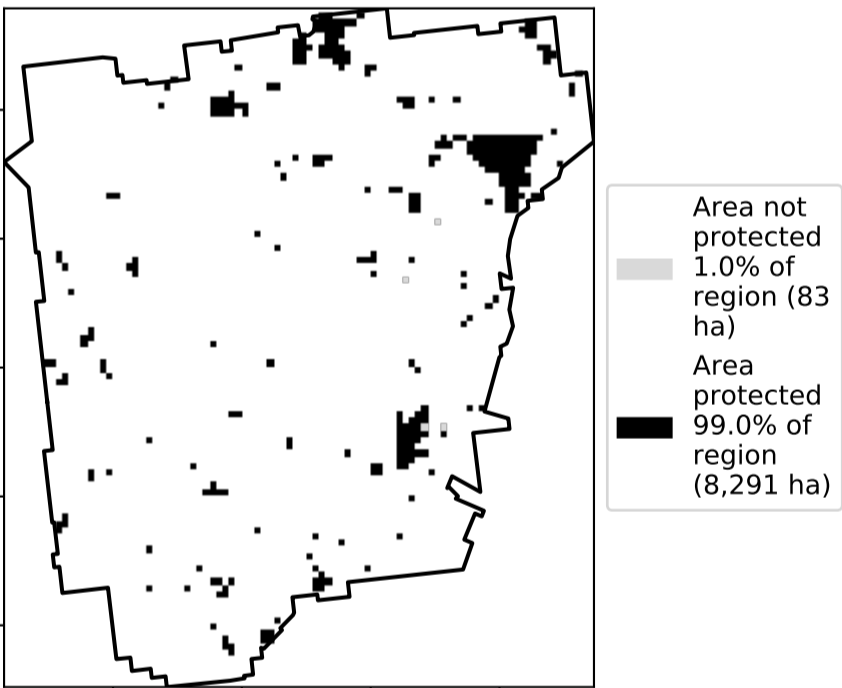 Area not
protected
1.0% of
region (83
ha)
Area
protected
99.0% of
region
(8,291 ha)